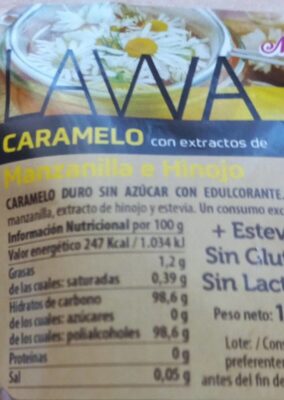 LAVVA
CARAMELO con extractos de
Manzanilla e Hinojo
CARAMELO DURO SIN AZÚCAR CON EDULCORANTE.
manzanilla, extracto de hinojo y estevia. Un consumo exc
Información Nutricional por 100 g
Valor energético 247 Kcal / 1.034 kJ
Grasas 1,2 g
de las cuales: saturadas 0,39 g
Hidratos de carbono 98,6 g
de los cuales: azúcares 0 g
de los cuales: polialcoholes 98,6 g
Proteínas 0 g
Sal 0,05 g
+ Estev
Sin Glut
Sin Lact
Peso neto: 1
Lote: / Cons
preferenten
antes del fin de